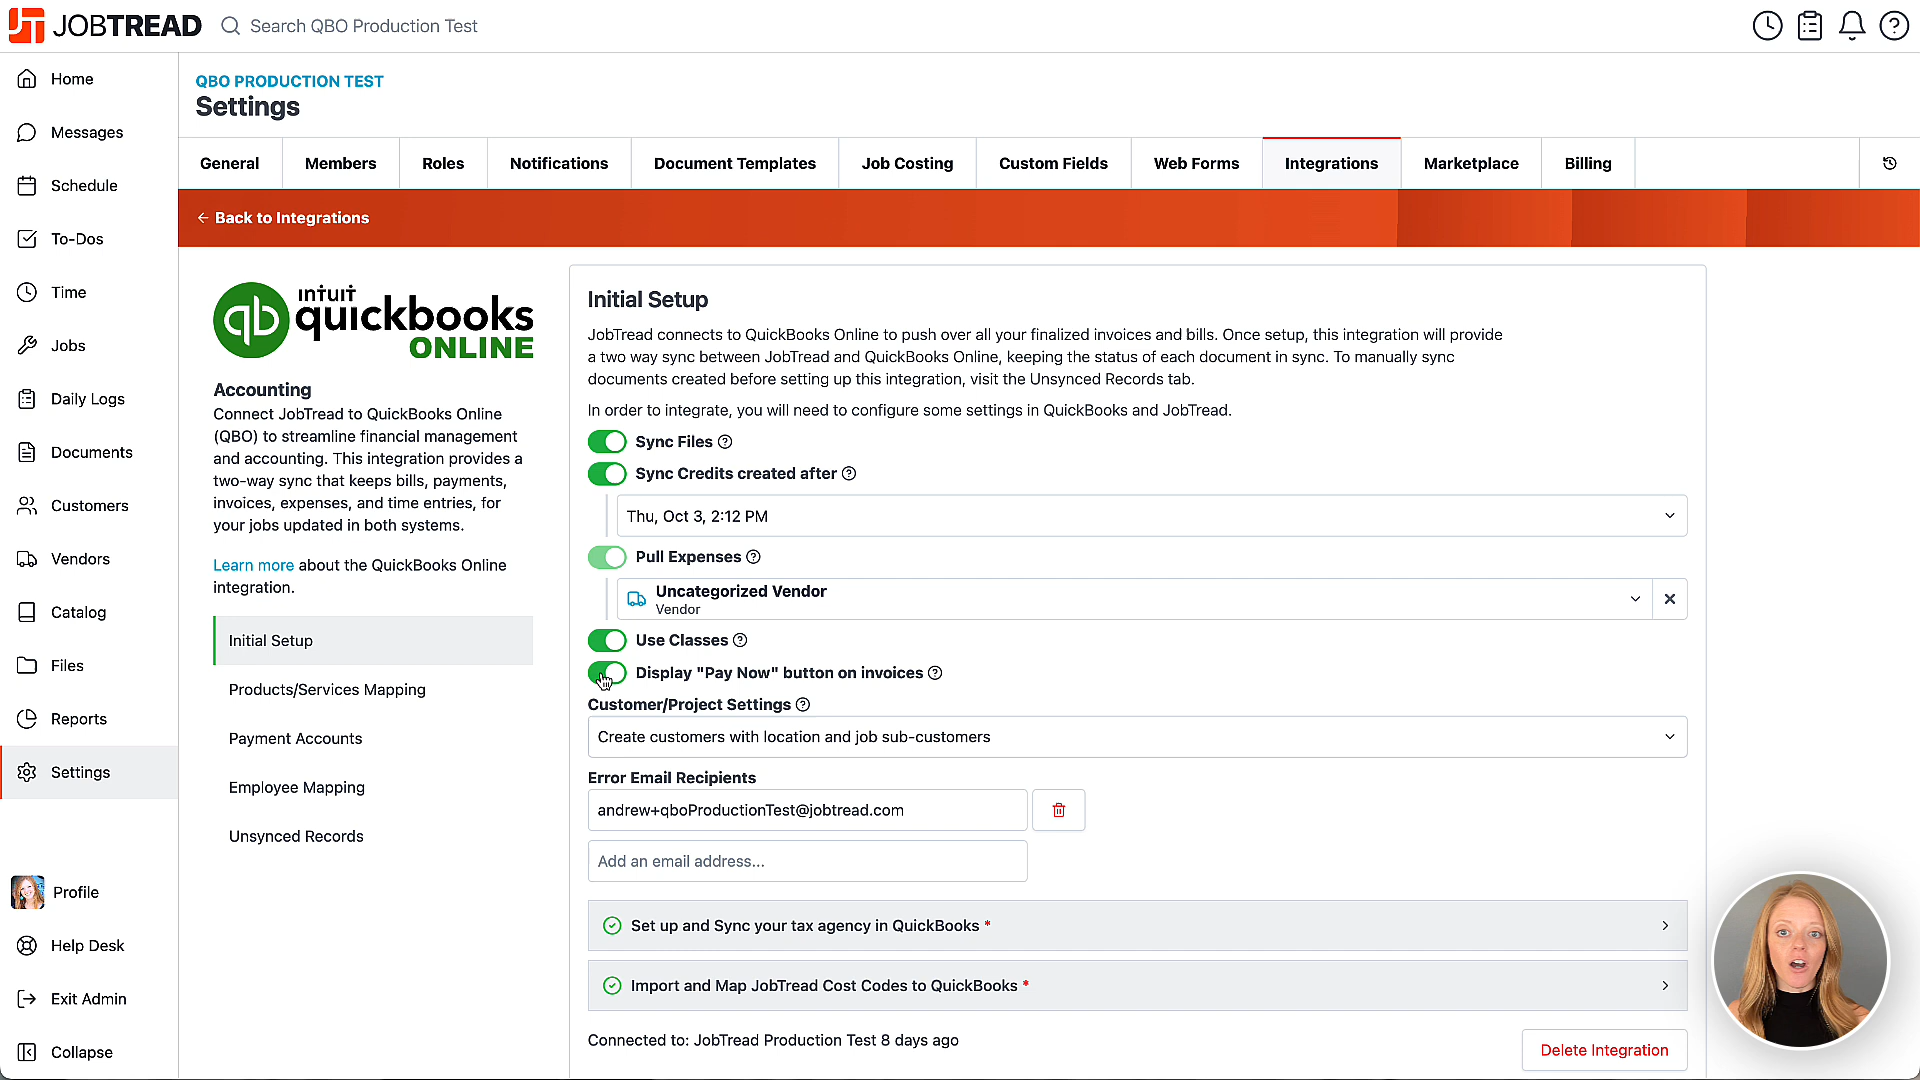 JOBTREAD
Search QBO Production Test
Home
Messages
Schedule
To-Dos
Time
Jobs
Daily Logs
Documents
Customers
Vendors
Catalog
Files
Reports
Settings
Profile
Help Desk
Exit Admin
Collapse
QBO PRODUCTION TEST
Settings
General
Members
Roles
Notifications
Document Templates
Job Costing
Custom Fields
Web Forms
Integrations
Marketplace
Billing
Back to Integrations
qb
intuit
quickbooks
ONLINE
Accounting
Connect JobTread to QuickBooks Online
(QBO) to streamline financial management
and accounting. This integration provides a
two-way sync that keeps bills, payments,
invoices, expenses, and time entries, for
your jobs updated in both systems.
Learn more about the QuickBooks Online
integration.
Initial Setup
Products/Services Mapping
Payment Accounts
Employee Mapping
Unsynced Records
Initial Setup
JobTread connects to QuickBooks Online to push over all your finalized invoices and bills. Once setup, this integration will provide
a two way sync between JobTread and QuickBooks Online, keeping the status of each document in sync. To manually sync
documents created before setting up this integration, visit the Unsynced Records tab.
In order to integrate, you will need to configure some settings in QuickBooks and JobTread.
Sync Files
Sync Credits created after
Thu, Oct 3, 2:12 PM
Pull Expenses
Uncategorized Vendor
Vendor
Use Classes
Display "Pay Now" button on invoices
Customer/Project Settings
Create customers with location and job sub-customers
Error Email Recipients
andrew+qboProductionTest@jobtread.com
Add an email address...
Set up and Sync your tax agency in QuickBooks *
Import and Map JobTread Cost Codes to QuickBooks *
Connected to: JobTread Production Test 8 days ago
Delete Integration